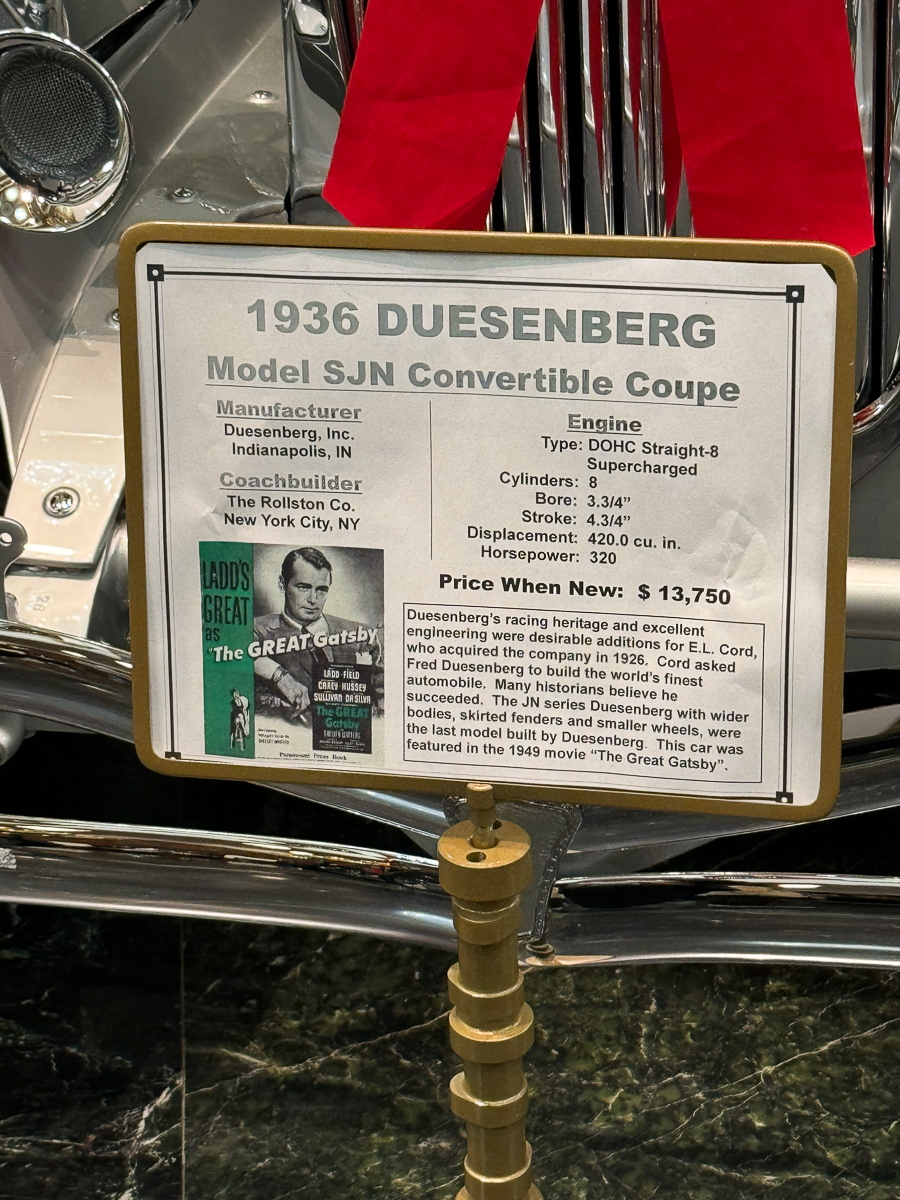 1936 DUESENBERG
Model SJN Convertible Coupe
Manufacturer
Duesenberg, Inc.
Indianapolis, IN
Coachbuilder
The Rollston Co.
New York City, NY
Engine
Type: DOHC Straight-8
Supercharged
Cylinders: 8
Bore: 3.3/4”
Stroke: 4.3/4”
Displacement: 420.0 cu. in.
Horsepower: 320
Price When New: $ 13,750
LADD'S
GREAT
as
"The GREAT Gatsby"
LADD·FIELD
CAREY·HUSSEY
SULLIVAN·DA SILVA
The GREAT
Gatsby
SHELLEY WINTERS
Paramount Press Book
Duesenberg’s racing heritage and excellent
engineering were desirable additions for E.L. Cord,
who acquired the company in 1926. Cord asked
Fred Duesenberg to build the world’s finest
automobile. Many historians believe he
succeeded. The JN series Duesenberg with wider
bodies, skirted fenders and smaller wheels, were
the last model built by Duesenberg. This car was
featured in the 1949 movie “The Great Gatsby”.